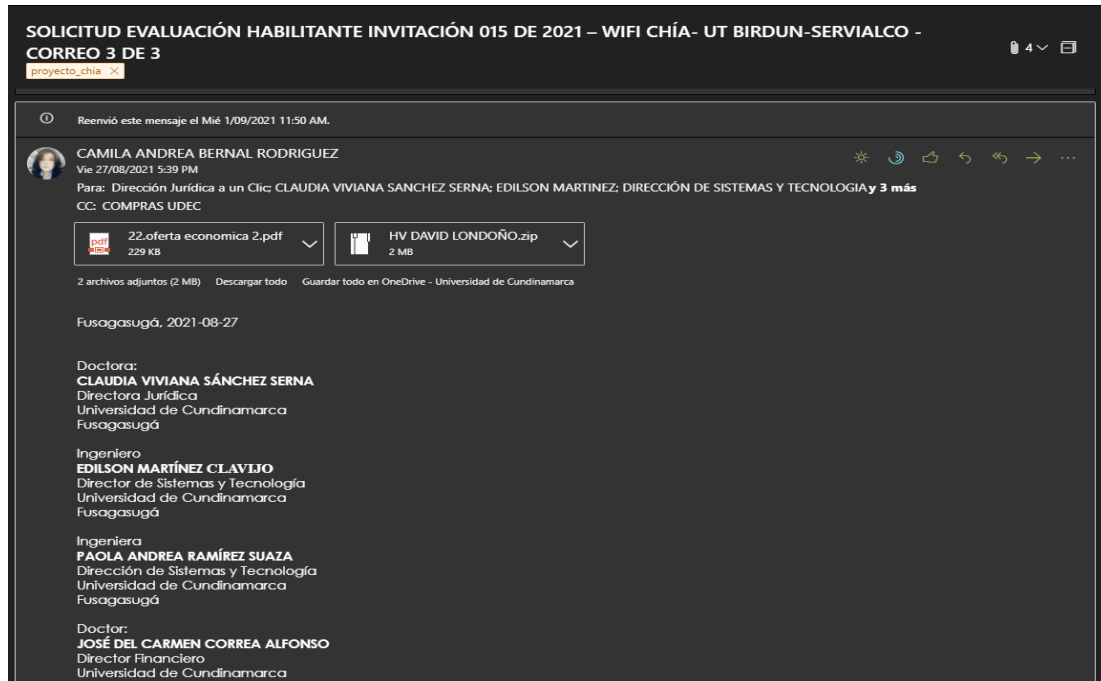 SOLICITUD EVALUACIÓN HABILITANTE INVITACIÓN 015 DE 2021 – WIFI CHÍA- UT BIRDUN-SERVIALCO -
CORREO 3 DE 3
4
proyecto_chia
Reenvió este mensaje el Mié 1/09/2021 11:50 AM.
CAMILA ANDREA BERNAL RODRIGUEZ
Vie 27/08/2021 5:39 PM
Para: Dirección Jurídica a un Clic; CLAUDIA VIVIANA SANCHEZ SERNA; EDILSON MARTINEZ; DIRECCIÓN DE SISTEMAS Y TECNOLOGIA y 3 más
CC: COMPRAS UDEC
pdf
22.oferta economica 2.pdf
229 KB
HV DAVID LONDOÑO.zip
2 MB
2 archivos adjuntos (2 MB) Descargar todo Guardar todo en OneDrive - Universidad de Cundinamarca
Fusagasugá, 2021-08-27
Doctora:
CLAUDIA VIVIANA SÁNCHEZ SERNA
Directora Jurídica
Universidad de Cundinamarca
Fusagasugá
Ingeniero
EDILSON MARTÍNEZ CLAVIJO
Director de Sistemas y Tecnología
Universidad de Cundinamarca
Fusagasugá
Ingeniera
PAOLA ANDREA RAMÍREZ SUAZA
Dirección de Sistemas y Tecnología
Universidad de Cundinamarca
Fusagasugá
Doctor:
JOSÉ DEL CARMEN CORREA ALFONSO
Director Financiero
Universidad de Cundinamarca